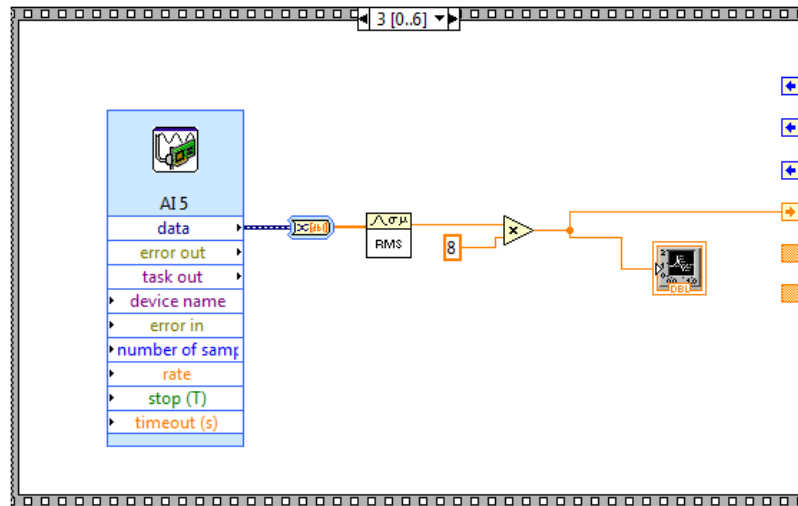 3 [0..6]
AI 5
data
error out
task out
device name
error in
number of samp
rate
stop (T)
timeout (s)
RMS
8
x
DBL